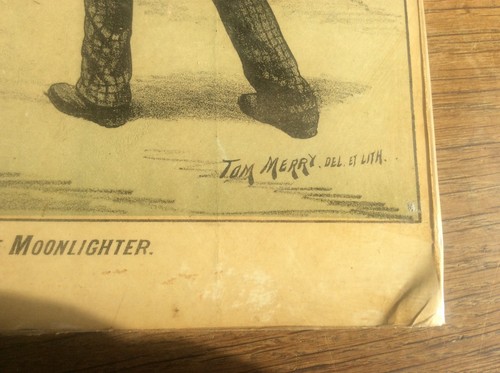 TOM MERRY. DEL. ET LITH.
MOONLIGHTER.